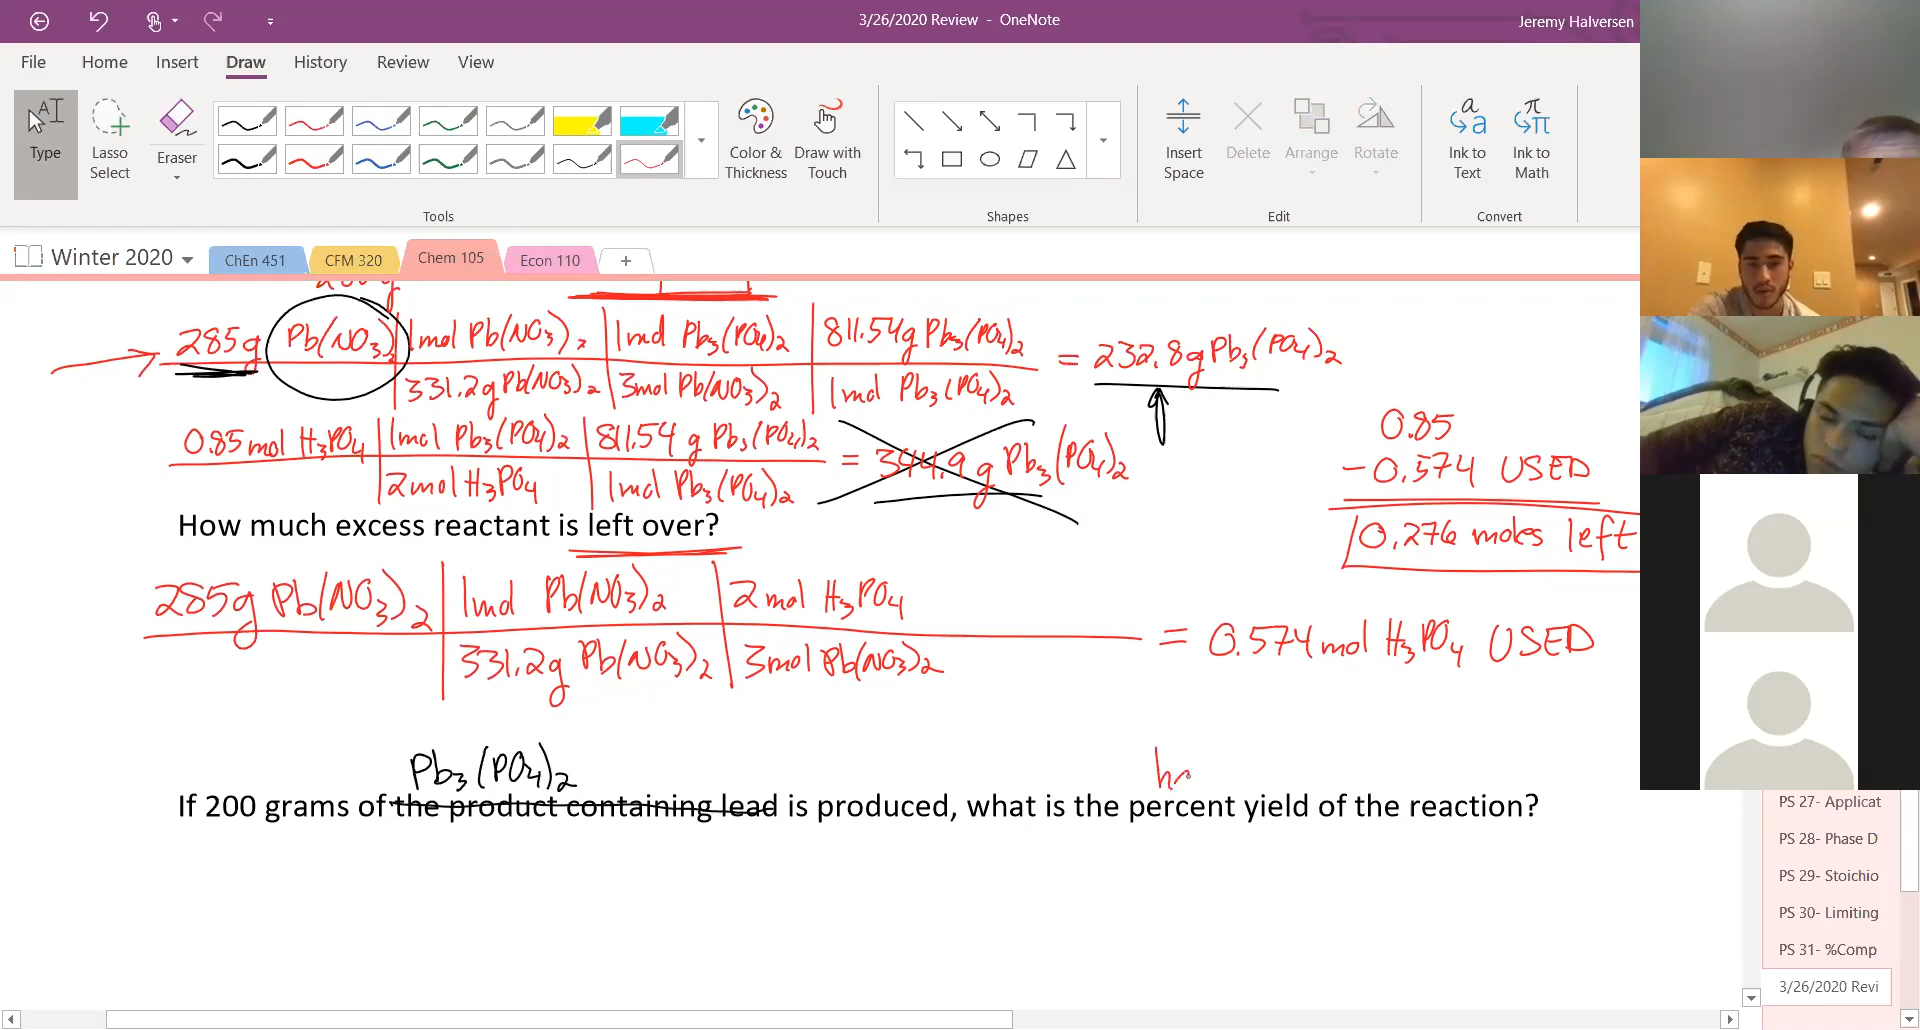 3/26/2020 Review - OneNote
Jeremy Halversen
File Home Insert Draw History Review View
Type
Lasso Select
Eraser
Color & Thickness
Draw with Touch
Insert Space
Delete
Arrange
Rotate
Ink to Text
Ink to Math
Tools Shapes Edit Convert
Winter 2020 ChEn 451 CFM 320 Chem 105 Econ 110 +
285g Pb(NO₃)₂ | 1mol Pb(NO₃)₂ | 1mol Pb₃(PO₄)₂ | 811.54g Pb₃(PO₄)₂ = 232.8g Pb₃(PO₄)₂
331.2g Pb(NO₃)₂ | 3mol Pb(NO₃)₂ | 1mol Pb₃(PO₄)₂
0.85 mol H₃PO₄ | 1mol Pb₃(PO₄)₂ | 811.54 g Pb₃(PO₄)₂ = 344.9 g Pb₃(PO₄)₂
2mol H₃PO₄ | 1mol Pb₃(PO₄)₂
0.85
-0.574 USED
0.276 moles left
How much excess reactant is left over?
285g Pb(NO₃)₂ | 1mol Pb(NO₃)₂ | 2mol H₃PO₄ = 0.574 mol H₃PO₄ USED
331.2g Pb(NO₃)₂ | 3mol Pb(NO₃)₂
Pb₃(PO₄)₂
If 200 grams of the product containing lead is produced, what is the percent yield of the reaction?
PS 27- Applicat
PS 28- Phase D
PS 29- Stoichio
PS 30- Limiting
PS 31- %Comp
3/26/2020 Revi